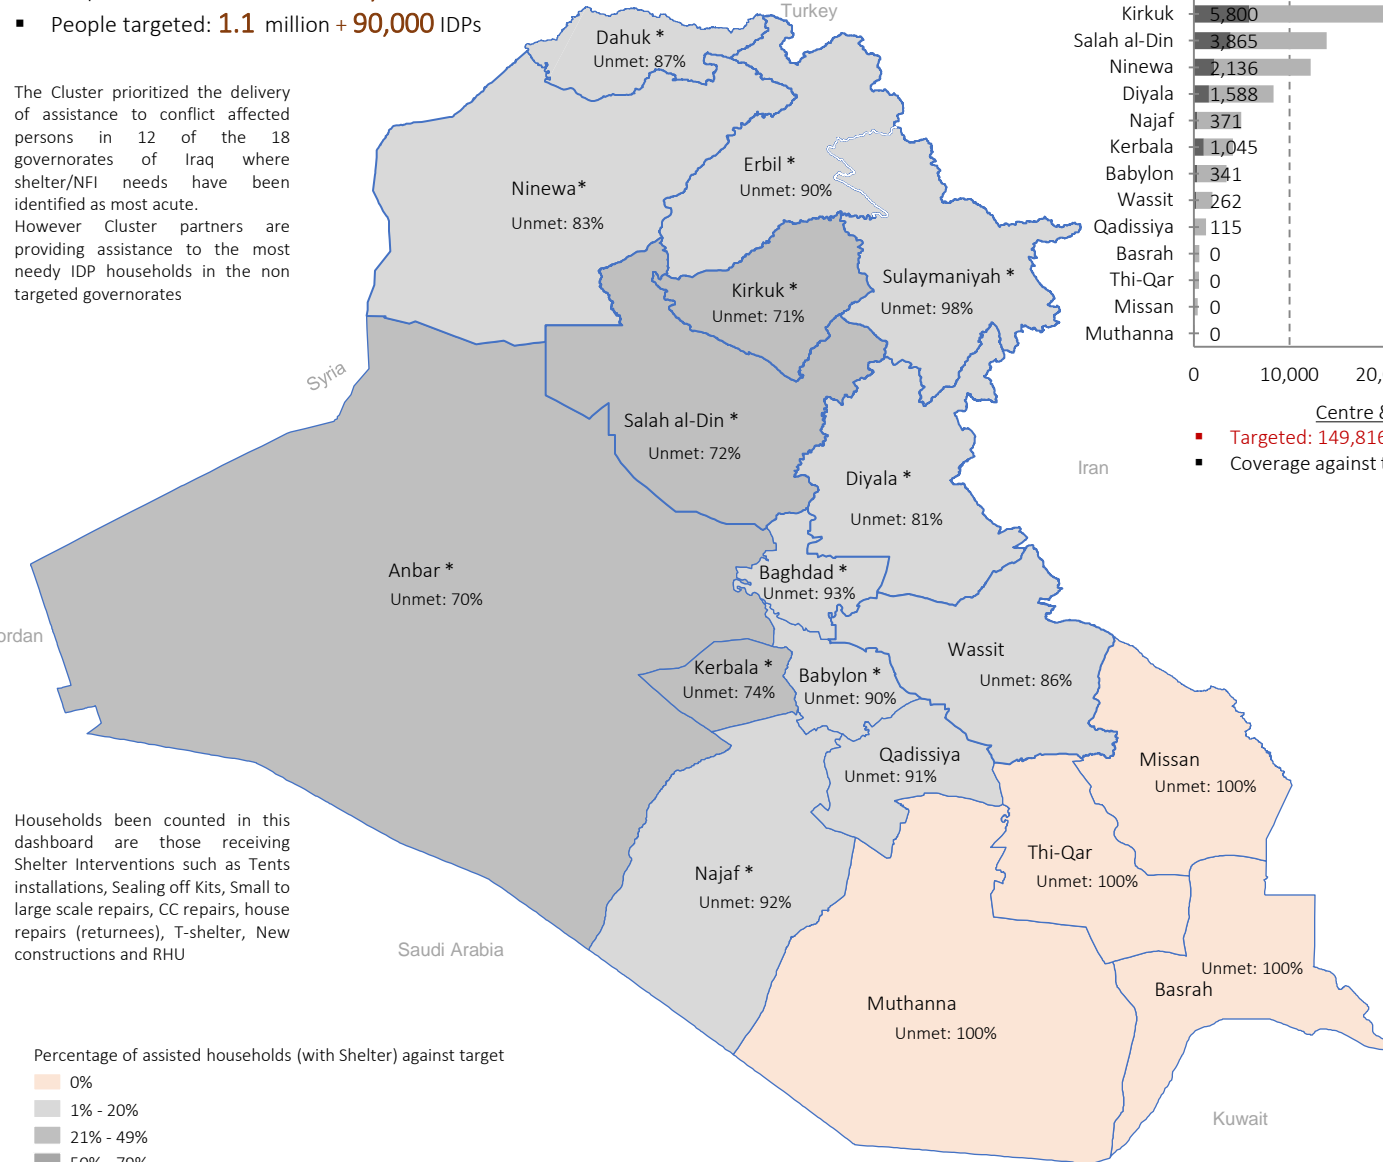 ▪ People targeted: 1.1 million + 90,000 IDPs
The Cluster prioritized the delivery
of assistance to conflict affected
persons in 12 of the 18
governorates of Iraq where
shelter/NFI needs have been
identified as most acute.
However Cluster partners are
providing assistance to the most
needy IDP households in the non
targeted governorates
Turkey
Dahuk *
Unmet: 87%
Erbil *
Unmet: 90%
Ninewa*
Unmet: 83%
Kirkuk *
Unmet: 71%
Sulaymaniyah *
Unmet: 98%
Syria
Salah al-Din *
Unmet: 72%
Diyala *
Unmet: 81%
Iran
Anbar *
Unmet: 70%
Baghdad *
Unmet: 93%
ordan
Wassit
Unmet: 86%
Kerbala *
Unmet: 74%
Babylon *
Unmet: 90%
Qadissiya
Unmet: 91%
Missan
Unmet: 100%
Thi-Qar
Unmet: 100%
Najaf *
Unmet: 92%
Unmet: 100%
Basrah
Muthanna
Unmet: 100%
Saudi Arabia
Kuwait
Kirkuk 5,800
Salah al-Din 3,865
Ninewa 2,136
Diyala 1,588
Najaf 371
Kerbala 1,045
Babylon 341
Wassit 262
Qadissiya 115
Basrah 0
Thi-Qar 0
Missan 0
Muthanna 0
0 10,000 20,
Centre &
▪ Targeted: 149,816
▪ Coverage against t
Households been counted in this
dashboard are those receiving
Shelter Interventions such as Tents
installations, Sealing off Kits, Small to
large scale repairs, CC repairs, house
repairs (returnees), T-shelter, New
constructions and RHU
Percentage of assisted households (with Shelter) against target
0%
1% - 20%
21% - 49%
50% - 79%